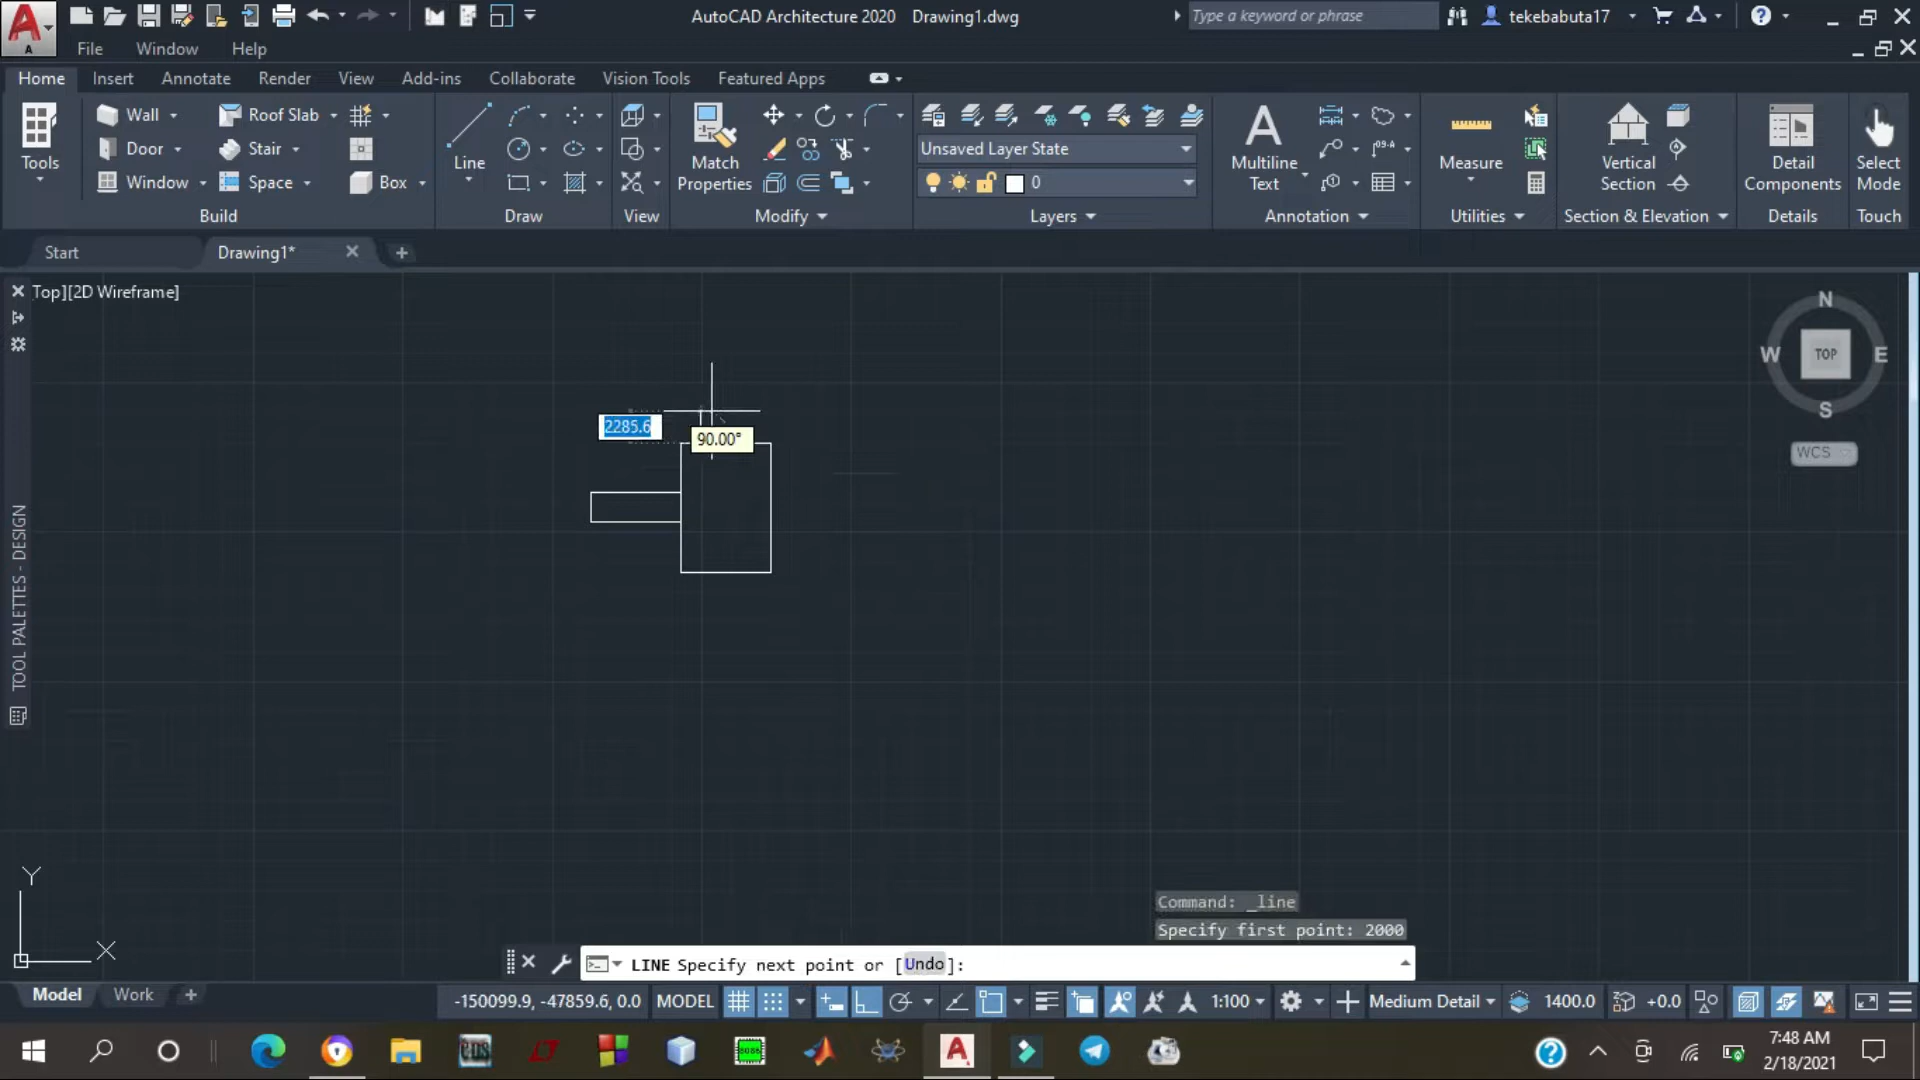 AutoCAD Architecture 2020 Drawing1.dwg
Type a keyword or phrase
tekebabuta17
A
File Window Help
Home Insert Annotate Render View Add-ins Collaborate Vision Tools Featured Apps
Tools
Wall
Door
Window
Roof Slab
Stair
Space
Box
Build
Line
Draw
View
Match
Properties
Modify
Unsaved Layer State
0
Layers
Multiline
Text
Annotation
Measure
Utilities
Vertical
Section
Section & Elevation
Detail
Components
Details
Select
Mode
Touch
Start
Drawing1*
Top][2D Wireframe]
N
W
TOP
E
S
WCS
2285.6
90.00°
TOOL PALETTES - DESIGN
Y
X
Command: _line
Specify first point: 2000
LINE Specify next point or [Undo]:
Model Work
-150099.9, -47859.6, 0.0 MODEL
1:100
Medium Detail
1400.0
+0.0
7:48 AM
2/18/2021